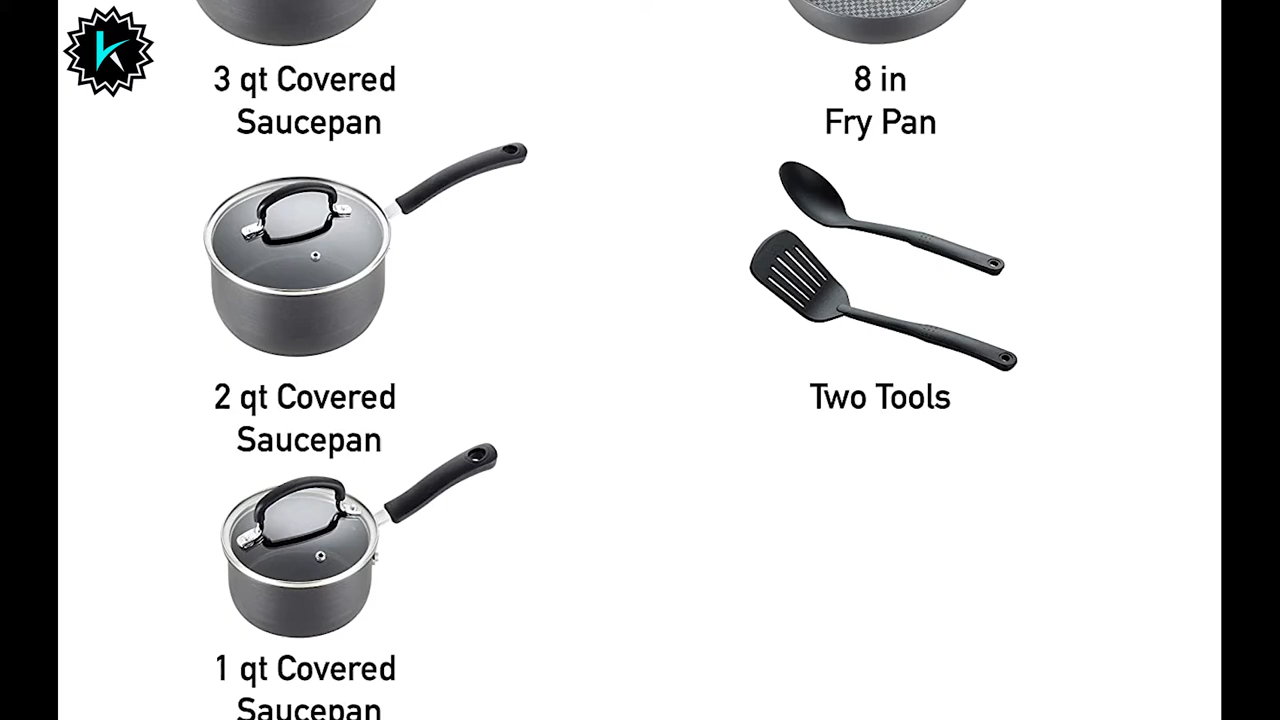 3 qt Covered
Saucepan
8 in
Fry Pan
2 qt Covered
Saucepan
Two Tools
1 qt Covered
Saucepan